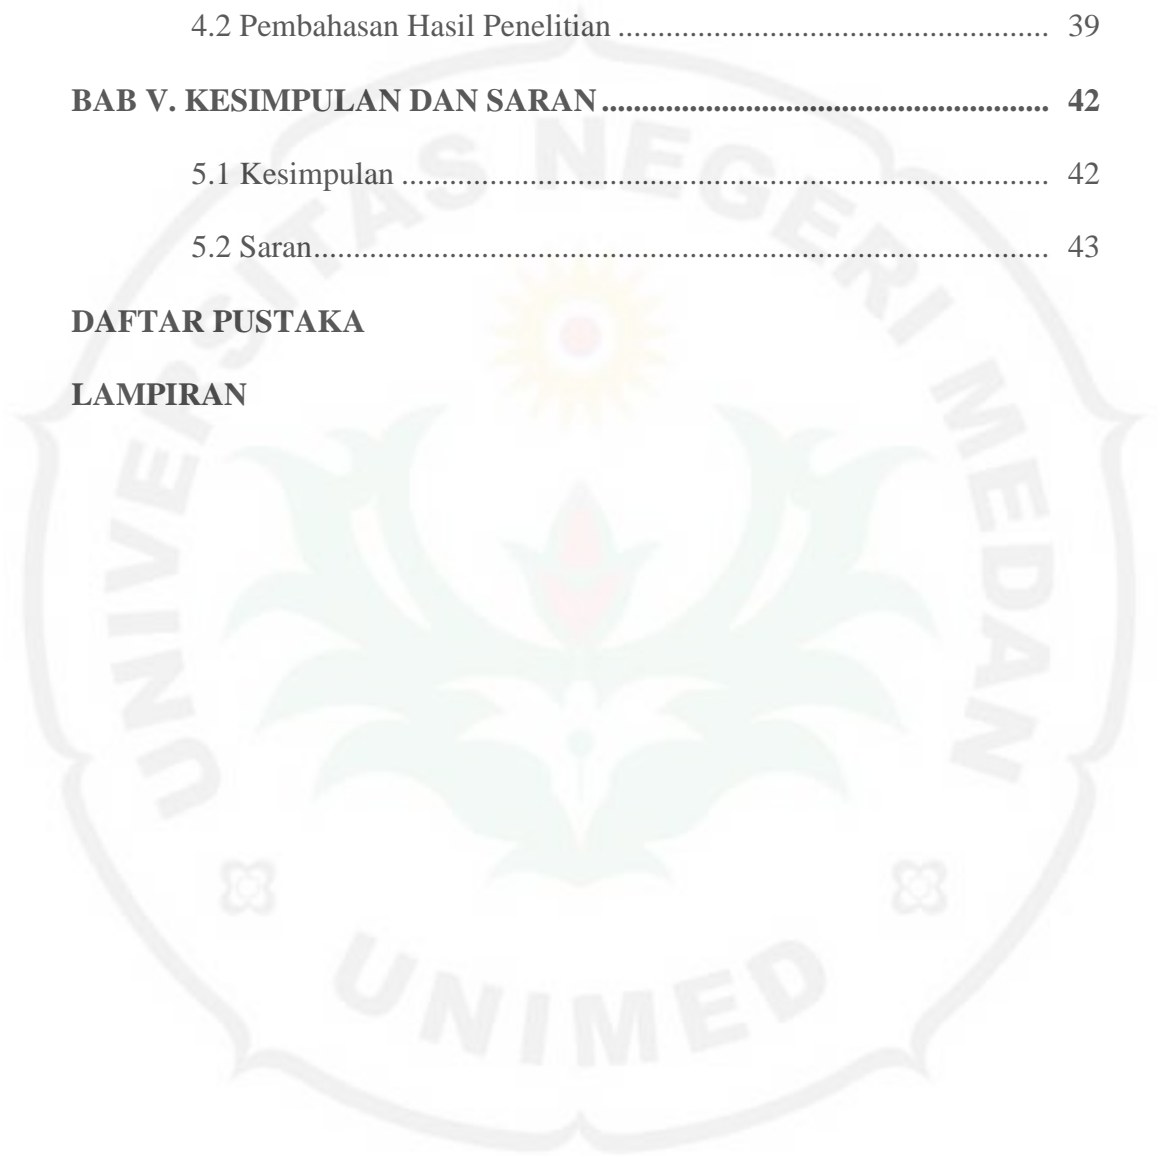 4.2 Pembahasan Hasil Penelitian ..................................................... 39
BAB V. KESIMPULAN DAN SARAN ....................................................... 42
5.1 Kesimpulan ................................................................................ 42
5.2 Saran........................................................................................... 43
DAFTAR PUSTAKA
LAMPIRAN
UNIVERSITAS NEGERI MEDAN
UNIMED